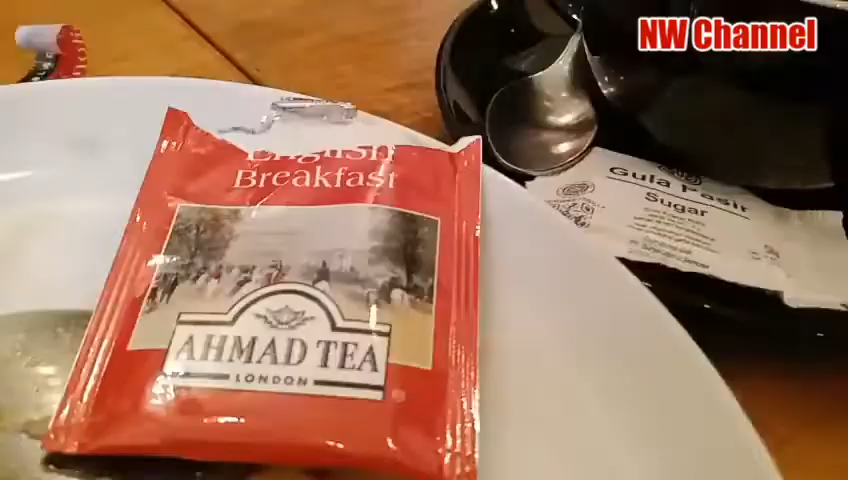 NW Channel
English
Breakfast
AHMAD TEA
LONDON
Gula Pasir
Sugar